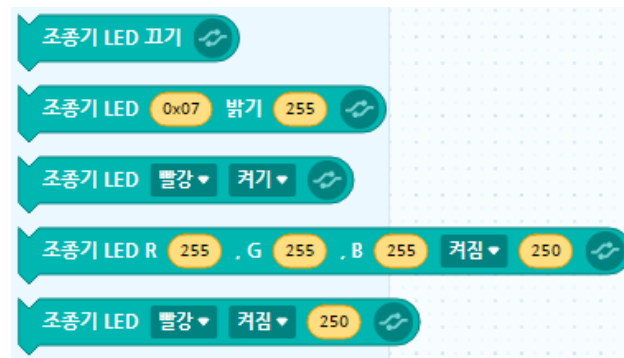 조종기 LED 끄기
조종기 LED 0x07 밝기 255
조종기 LED 빨강 켜기
조종기 LED R 255 , G 255 , B 255 켜짐 250
조종기 LED 빨강 켜짐 250